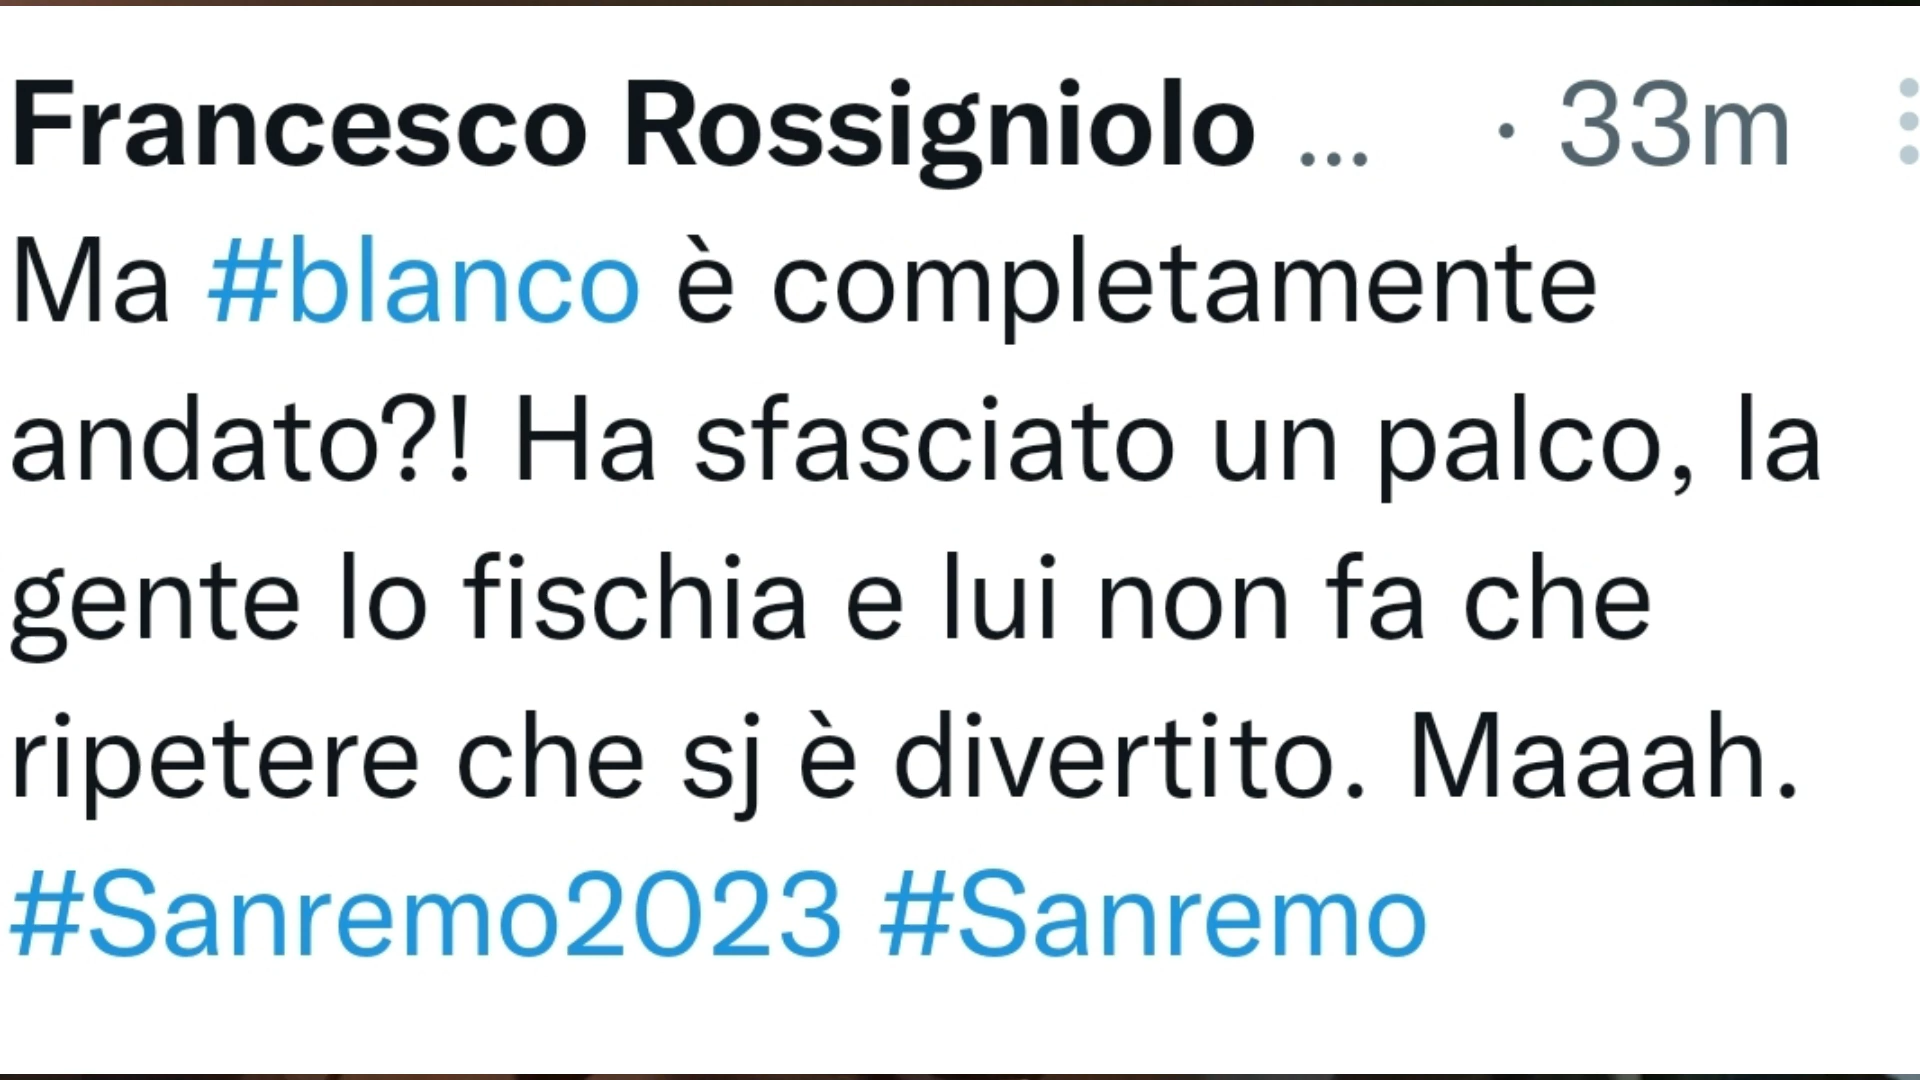 Francesco Rossigniolo ... · 33m
Ma #blanco è completamente
andato?! Ha sfasciato un palco, la
gente lo fischia e lui non fa che
ripetere che sj è divertito. Maaah.
#Sanremo2023 #Sanremo